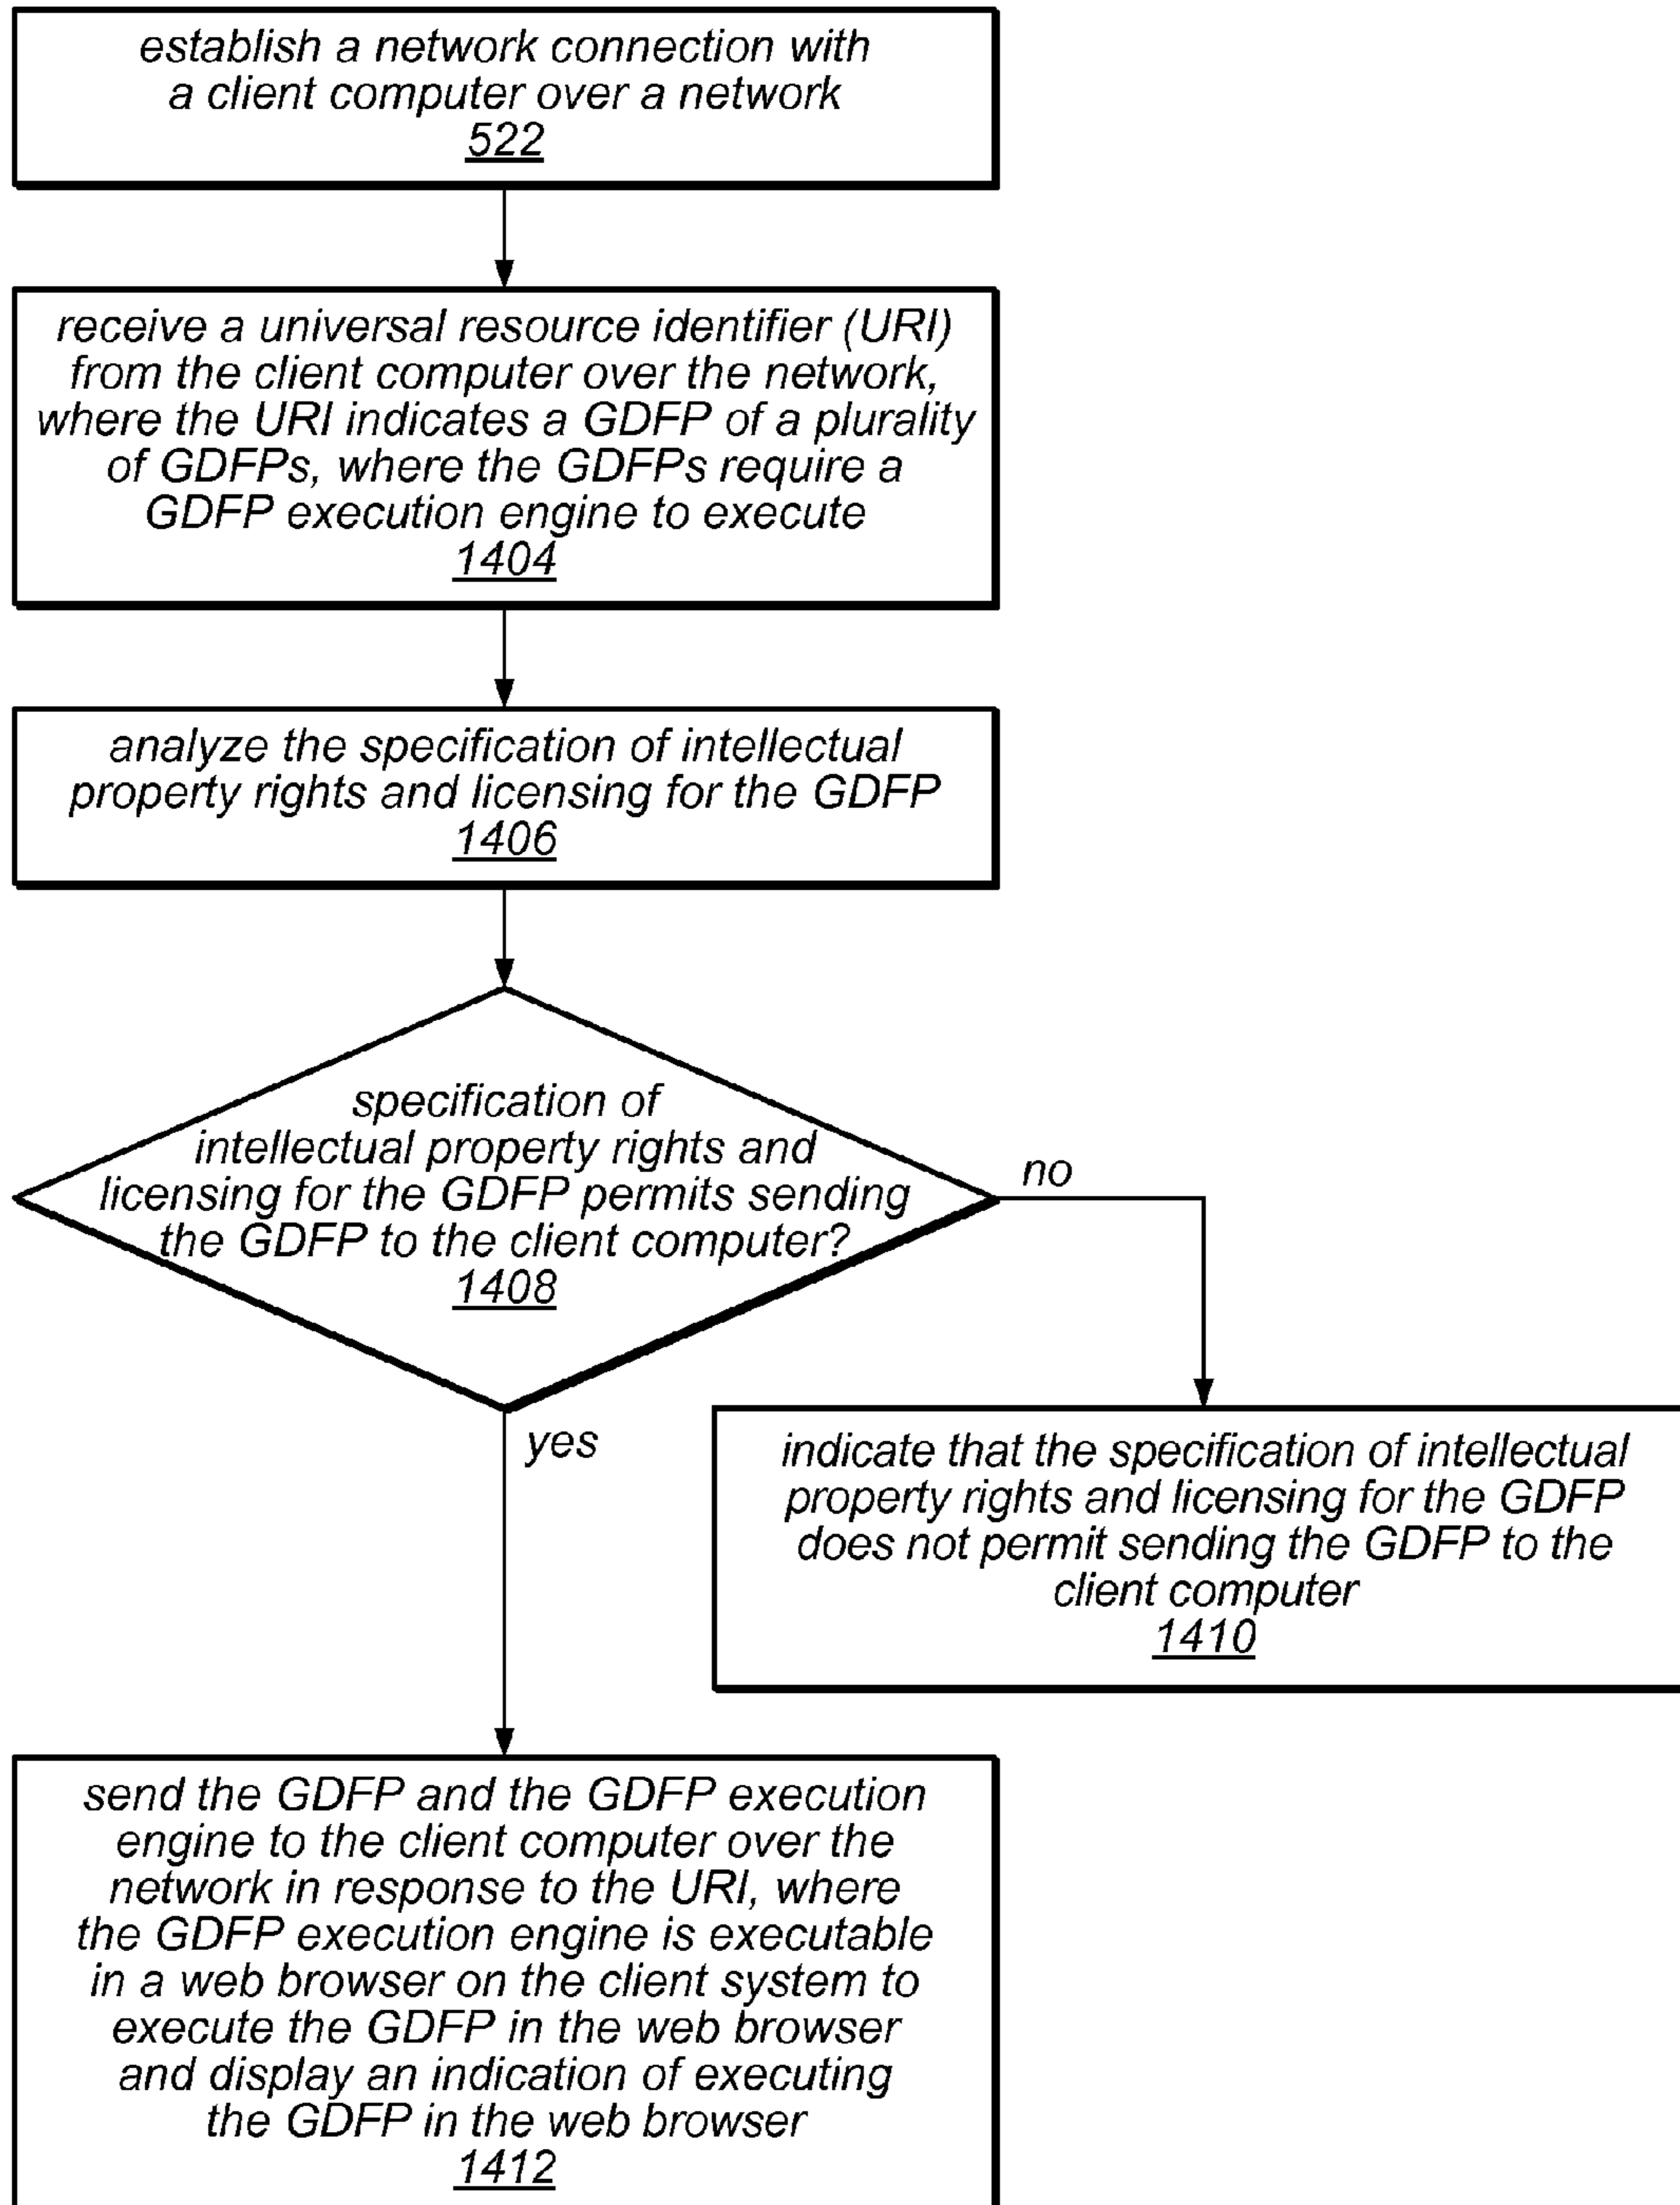 establish a network connection with
a client computer over a network
522
receive a universal resource identifier (URI)
from the client computer over the network,
where the URI indicates a GDFP of a plurality
of GDFPs, where the GDFPs require a
GDFP execution engine to execute
1404
analyze the specification of intellectual
property rights and licensing for the GDFP
1406
specification of
intellectual property rights and
licensing for the GDFP permits sending
the GDFP to the client computer?
1408
no
yes
indicate that the specification of intellectual
property rights and licensing for the GDFP
does not permit sending the GDFP to the
client computer
1410
send the GDFP and the GDFP execution
engine to the client computer over the
network in response to the URI, where
the GDFP execution engine is executable
in a web browser on the client system to
execute the GDFP in the web browser
and display an indication of executing
the GDFP in the web browser
1412